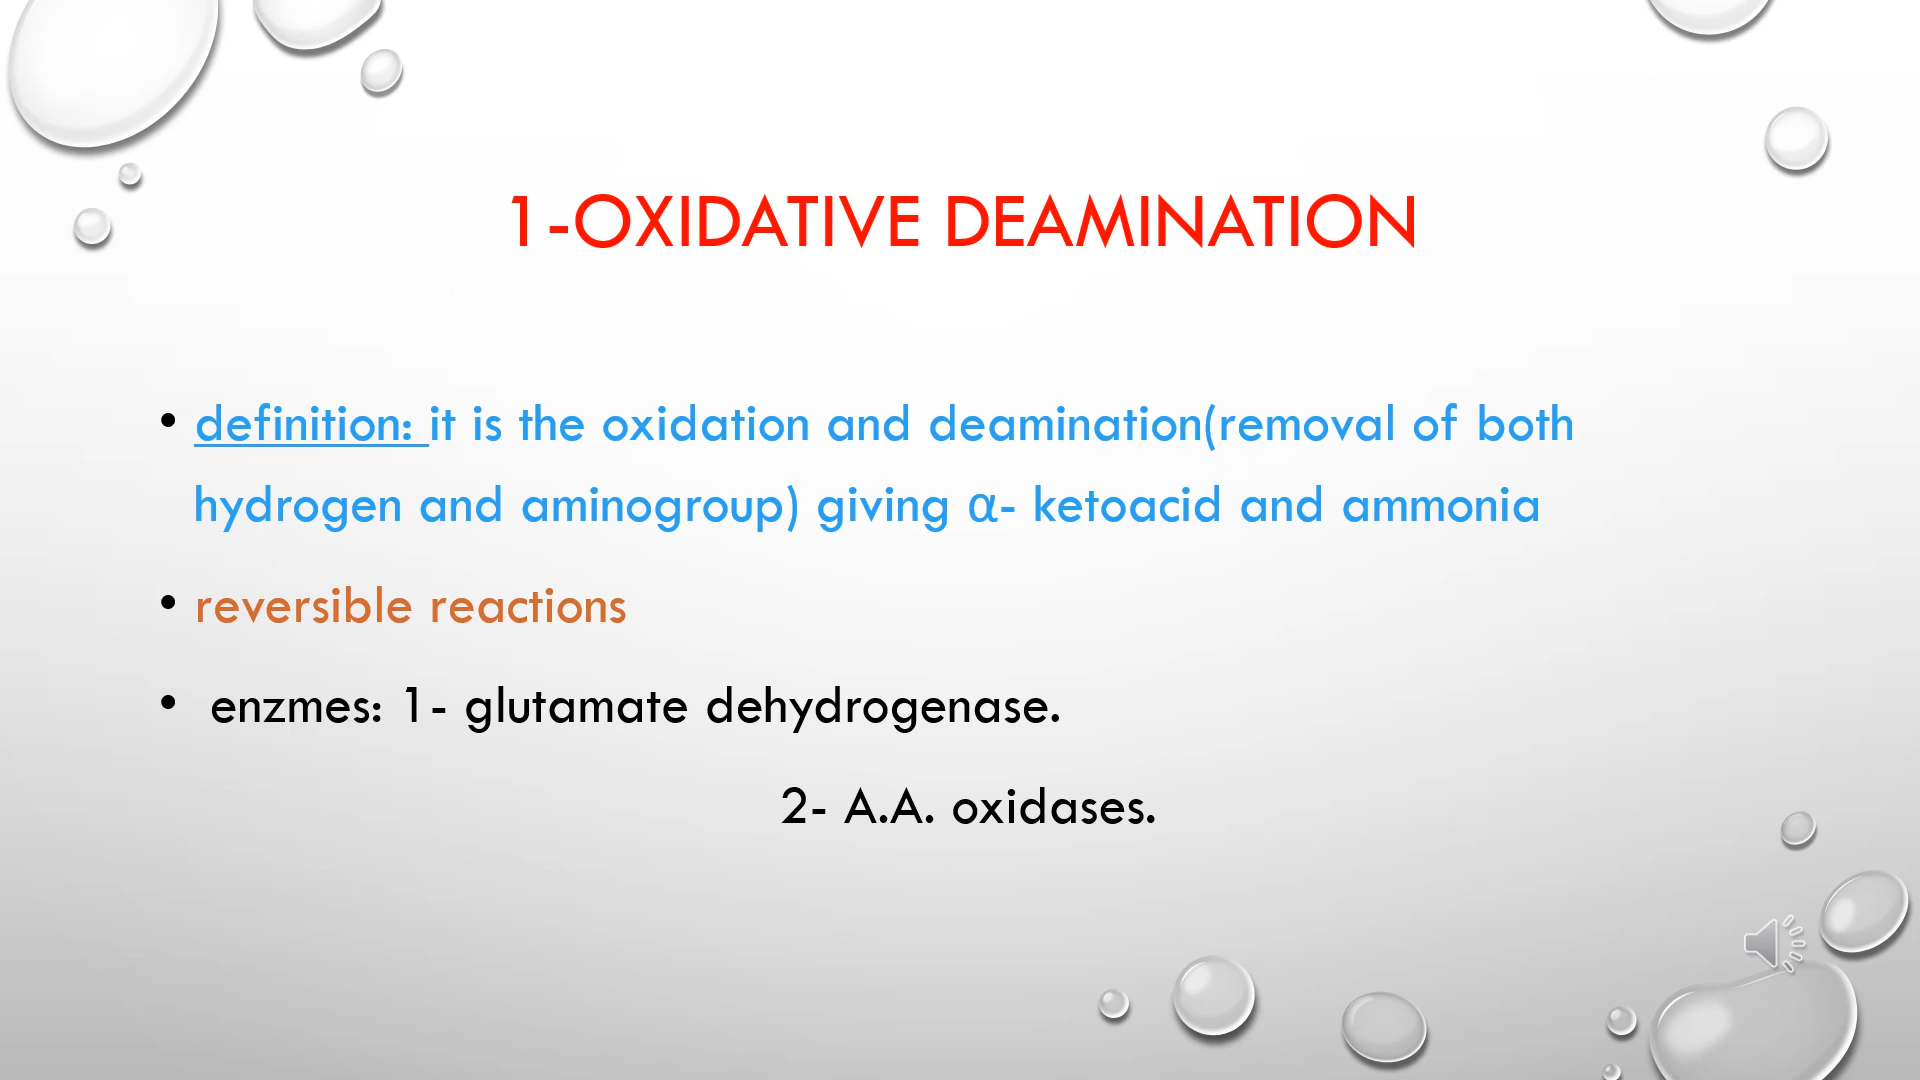 1-OXIDATIVE DEAMINATION
• definition: it is the oxidation and deamination(removal of both
hydrogen and aminogroup) giving α- ketoacid and ammonia
• reversible reactions
• enzmes: 1- glutamate dehydrogenase.
2- A.A. oxidases.